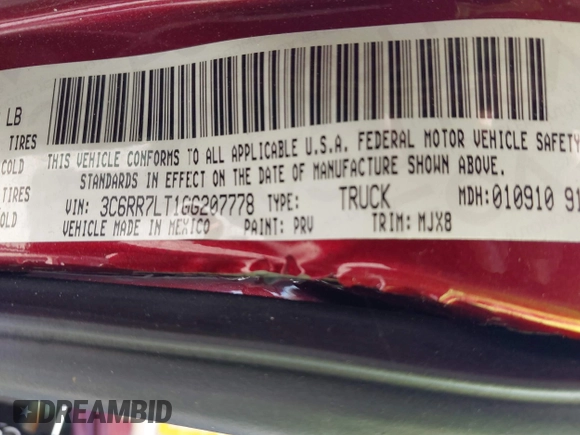 LB
TIRES
COLD
TIRES
COLD
THIS VEHICLE CONFORMS TO ALL APPLICABLE U.S.A. FEDERAL MOTOR VEHICLE SAFETY
STANDARDS IN EFFECT ON THE DATE OF MANUFACTURE SHOWN ABOVE.
VIN: 3C6RR7LT1GG207778 TYPE: TRUCK MDH:010910 91
VEHICLE MADE IN MEXICO PAINT: PRV TRIM: MJX8
DREAMBID